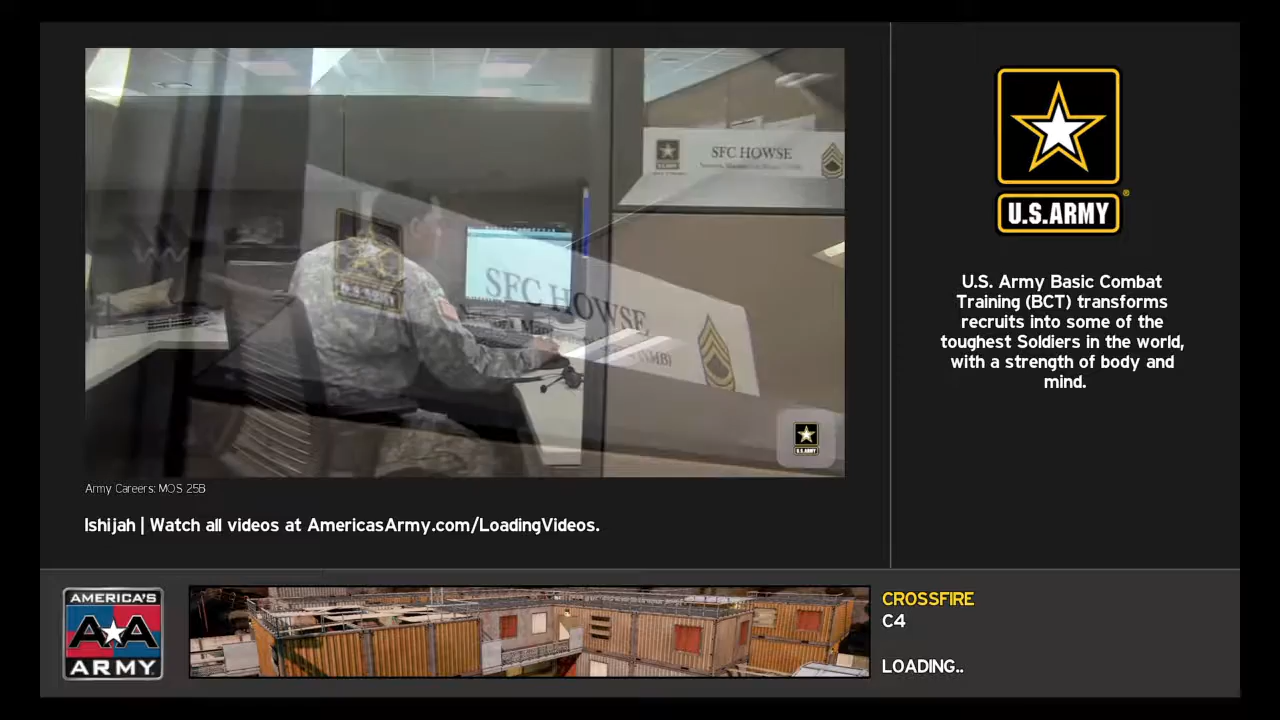 SFC HOWSE
SFC HOWSE
U.S.ARMY
U.S. Army Basic Combat
Training (BCT) transforms
recruits into some of the
toughest Soldiers in the world,
with a strength of body and
mind.
Army Careers: MOS 25B
Ishijah | Watch all videos at AmericasArmy.com/LoadingVideos.
AMERICA'S
AA
ARMY
CROSSFIRE
C4
LOADING..